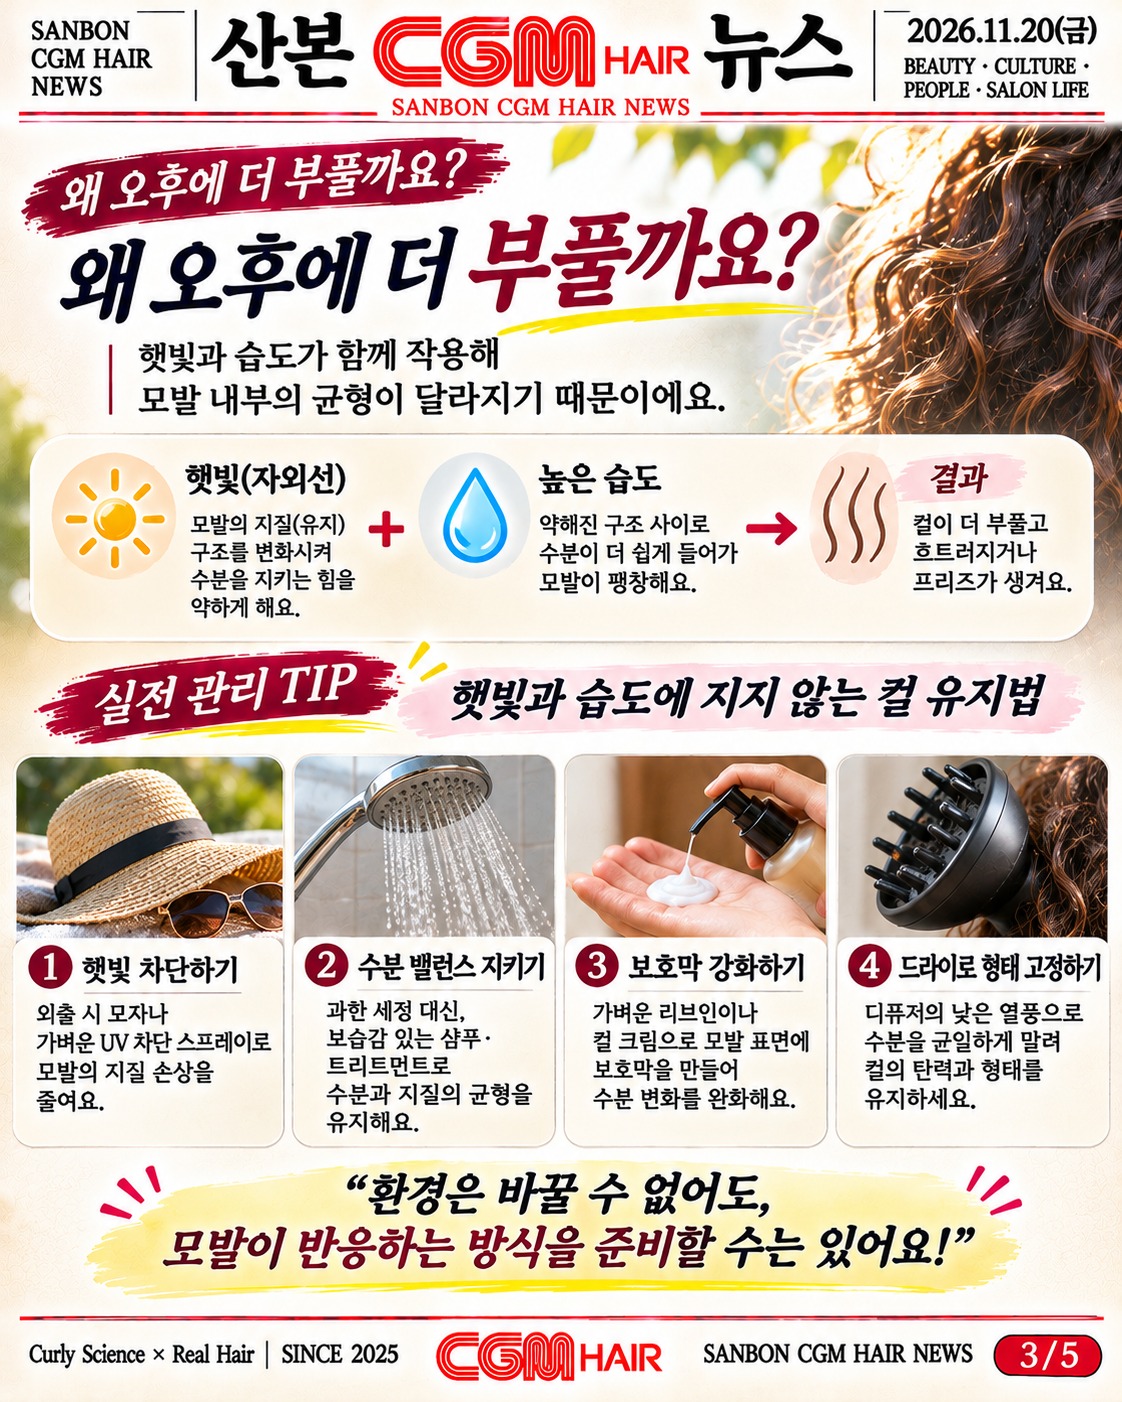 SANBON
CGM HAIR
NEWS
산본 CGM HAIR 뉴스
SANBON CGM HAIR NEWS
2026.11.20(금)
BEAUTY · CULTURE ·
PEOPLE · SALON LIFE
왜 오후에 더 부풀까요?
왜 오후에 더 부풀까요?
햇빛과 습도가 함께 작용해
모발 내부의 균형이 달라지기 때문이에요.
햇빛(자외선)
모발의 지질(유지)
구조를 변화시켜
수분을 지키는 힘을
약하게 해요.
+
높은 습도
약해진 구조 사이로
수분이 더 쉽게 들어가
모발이 팽창해요.
결과
컬이 더 부풀고
흐트러지거나
프리즈가 생겨요.
실전 관리 TIP
햇빛과 습도에 지지 않는 컬 유지법
1 햇빛 차단하기
외출 시 모자나
가벼운 UV 차단 스프레이로
모발의 지질 손상을
줄여요.
2 수분 밸런스 지키기
과한 세정 대신,
보습감 있는 샴푸·
트리트먼트로
수분과 지질의 균형을
유지해요.
3 보호막 강화하기
가벼운 리브인이나
컬 크림으로 모발 표면에
보호막을 만들어
수분 변화를 완화해요.
4 드라이로 형태 고정하기
디퓨저의 낮은 열풍으로
수분을 균일하게 말려
컬의 탄력과 형태를
유지하세요.
“환경은 바꿀 수 없어도,
모발이 반응하는 방식을 준비할 수는 있어요!”
Curly Science × Real Hair | SINCE 2025
CGM HAIR
SANBON CGM HAIR NEWS
3/5